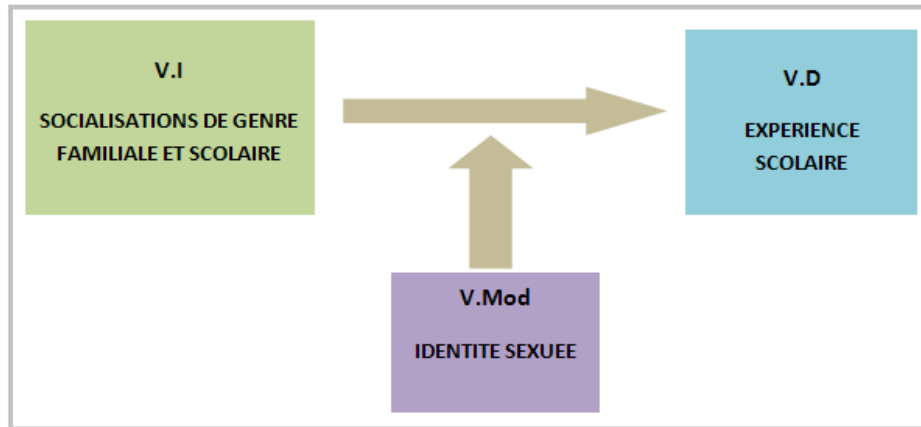 V.I
SOCIALISATIONS DE GENRE
FAMILIALE ET SCOLAIRE
V.D
EXPERIENCE
SCOLAIRE
V.Mod
IDENTITE SEXUEE